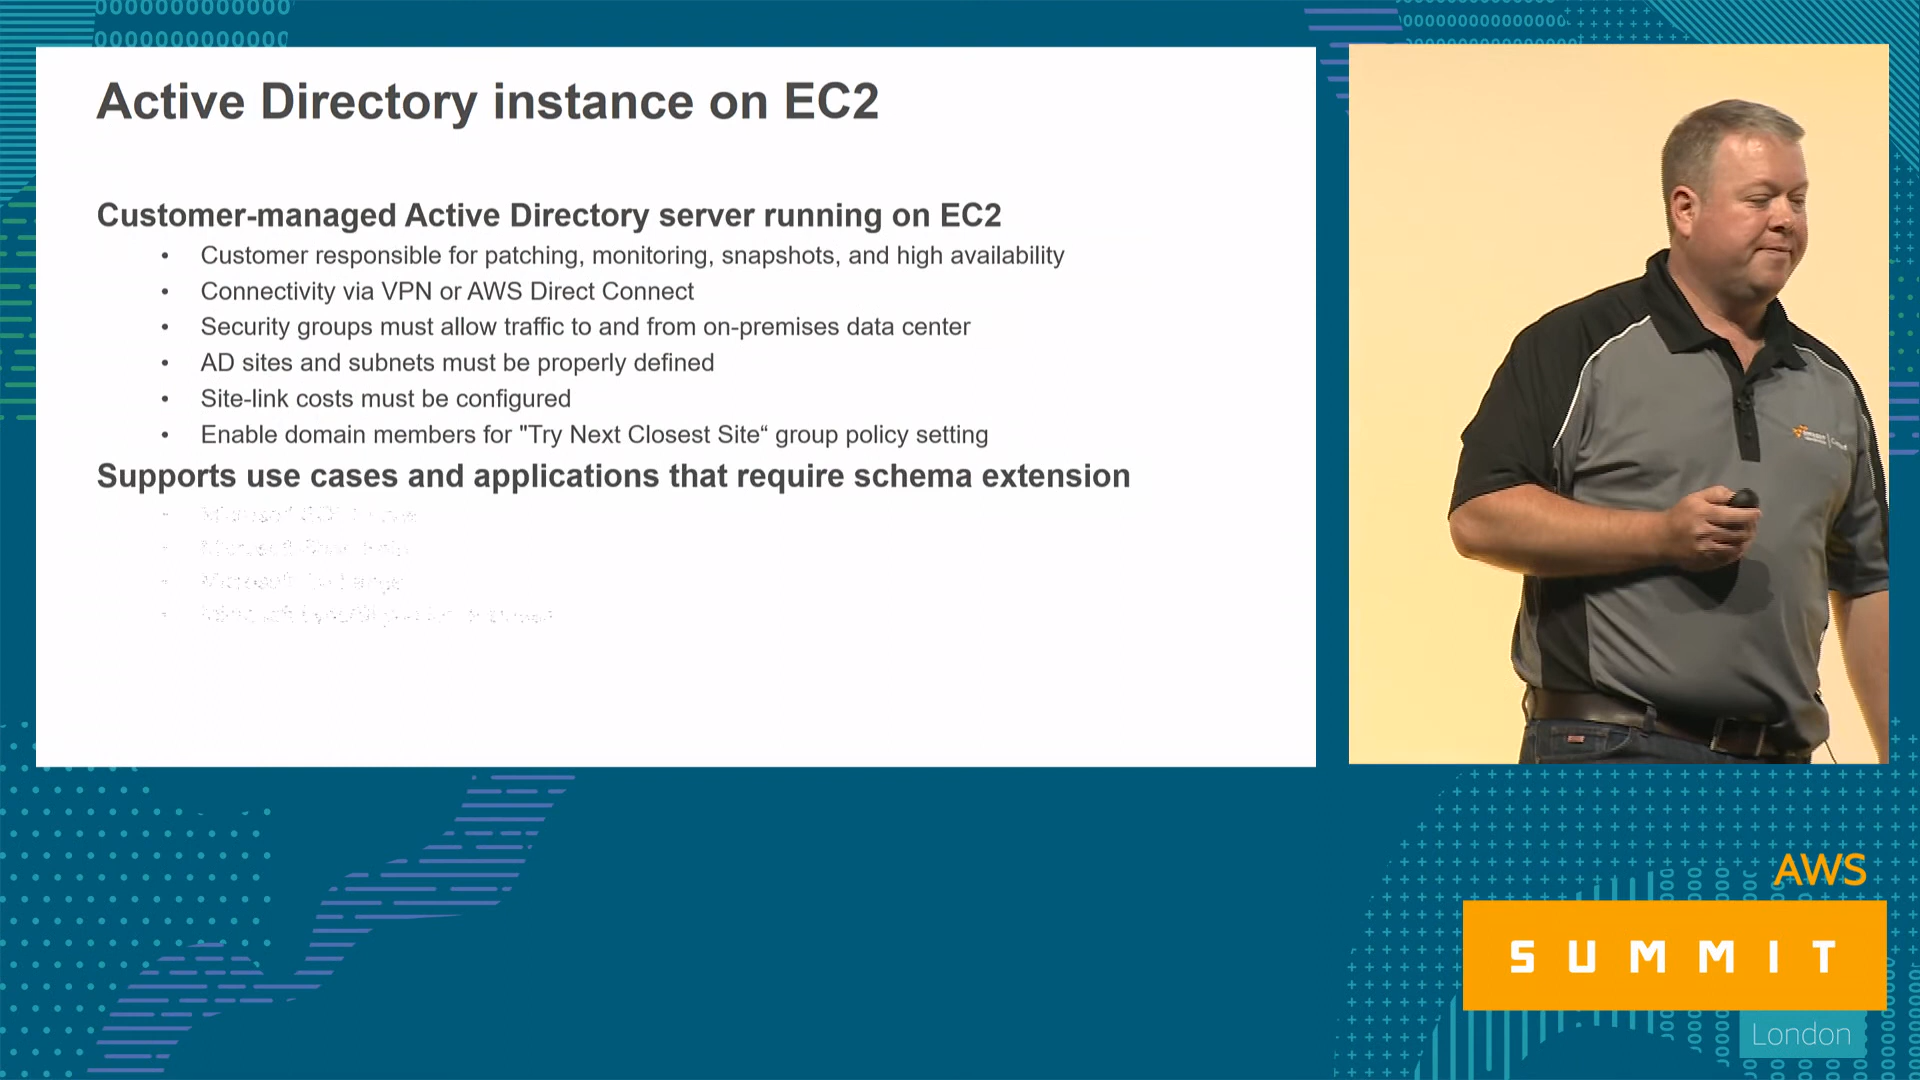 Active Directory instance on EC2
Customer-managed Active Directory server running on EC2
• Customer responsible for patching, monitoring, snapshots, and high availability
• Connectivity via VPN or AWS Direct Connect
• Security groups must allow traffic to and from on-premises data center
• AD sites and subnets must be properly defined
• Site-link costs must be configured
• Enable domain members for "Try Next Closest Site“ group policy setting
Supports use cases and applications that require schema extension
AWS
SUMMIT
London